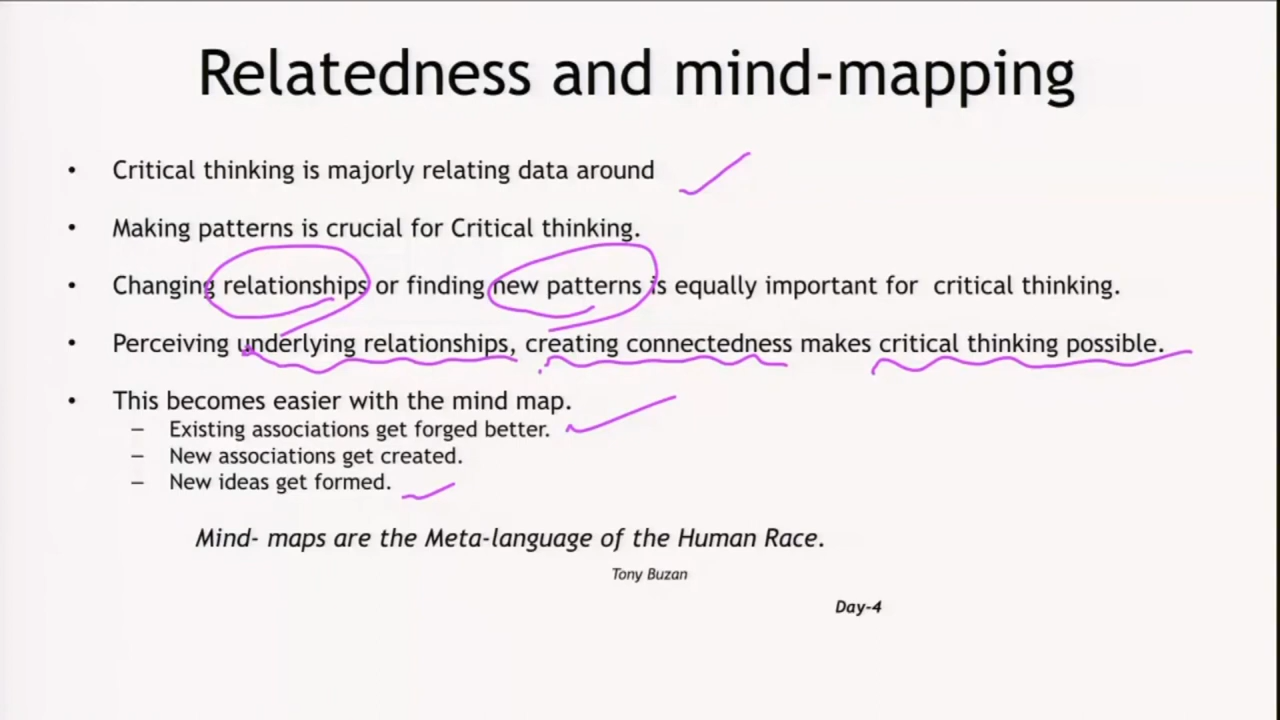 Relatedness and mind-mapping
• Critical thinking is majorly relating data around
• Making patterns is crucial for Critical thinking.
• Changing relationships or finding new patterns is equally important for critical thinking.
• Perceiving underlying relationships, creating connectedness makes critical thinking possible.
• This becomes easier with the mind map.
– Existing associations get forged better.
– New associations get created.
– New ideas get formed.
Mind- maps are the Meta-language of the Human Race.
Tony Buzan
Day-4